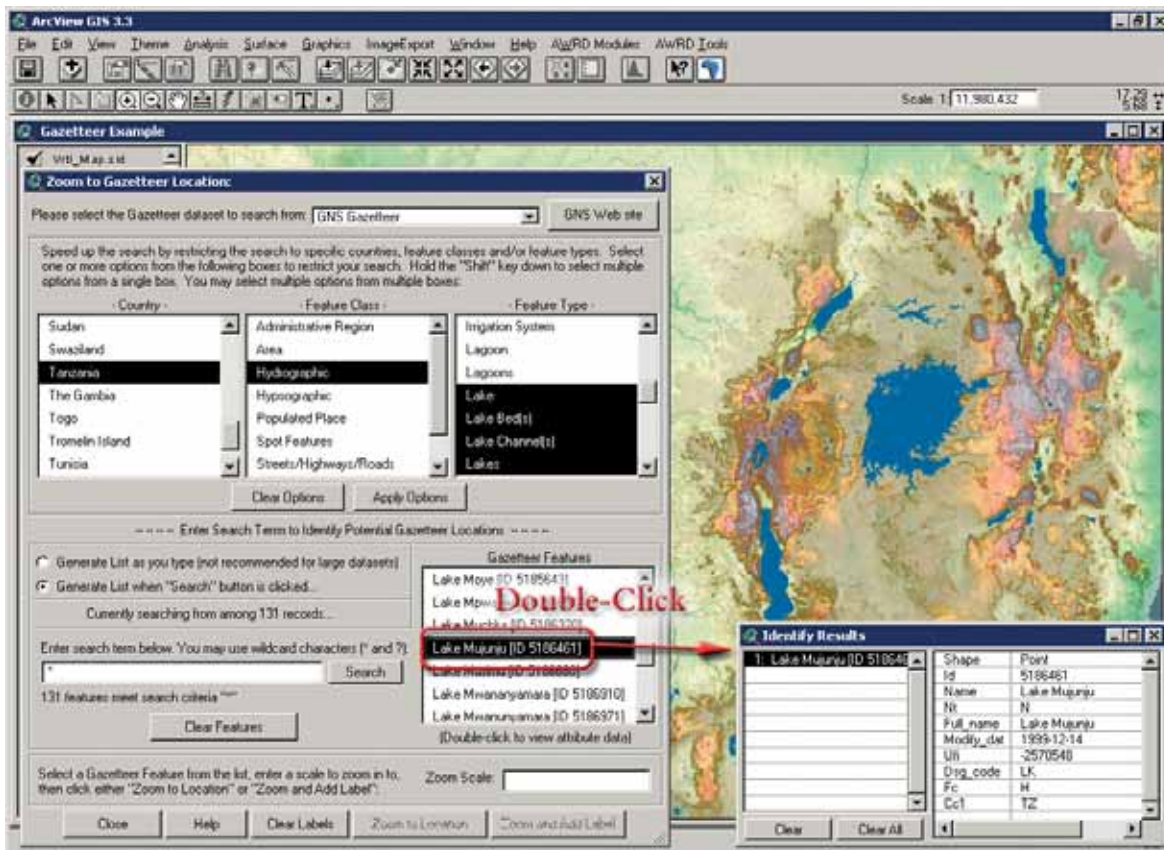 ArcView GIS 3.3
File Edit View Theme Analysis Surface Graphics ImageExport Window Help AWRD Modules AWRD Tools
Scale 1: 11,980,432
17.29
5.68
Gazetteer Example
Wrl_Map.sid
Zoom to Gazetteer Location:
Please select the Gazetteer dataset to search from: GNS Gazetteer GNS Web site
Speed up the search by restricting the search to specific countries, feature classes and/or feature types. Select
one or more options from the following boxes to restrict your search. Hold the "Shift" key down to select multiple
options from a single box. You may select multiple options from multiple boxes:
- Country - - Feature Class - - Feature Type -
Sudan Administrative Region Irrigation System
Swaziland Area Lagoon
Tanzania Hydrographic Lagoons
The Gambia Hypsographic Lake
Togo Populated Place Lake Bed(s)
Tromelin Island Spot Features Lake Channel(s)
Tunisia Streets/Highways/Roads Lakes
Clear Options Apply Options
---- Enter Search Term to Identify Potential Gazetteer Locations ----
Generate List as you type (not recommended for large datasets)
Generate List when "Search" button is clicked...
Currently searching from among 131 records...
Enter search term below. You may use wildcard characters (* and ?)
* Search
131 features meet search criteria "*"
Clear Features
Gazetteer Features
Lake Moye [ID 5185643]
Double-Click
Lake Mujunju [ID 5186461]
Lake Mwananyamara [ID 5186910]
Lake Mwanunyamara [ID 5186971]
(Double-click to view attibute data)
Select a Gazetteer Feature from the list, enter a scale to zoom in to,
then click either "Zoom to Location" or "Zoom and Add Label":
Zoom Scale:
Close Help Clear Labels Zoom to Location Zoom and Add Label
Identify Results
1: Lake Mujunju [ID 518646
Shape Point
Id 5186461
Name Lake Mujunju
Nt N
Full_name Lake Mujunju
Modify_dat 1999-12-14
Ufi -2570548
Dsg_code LK
Fc H
Cc1 TZ
Clear Clear All